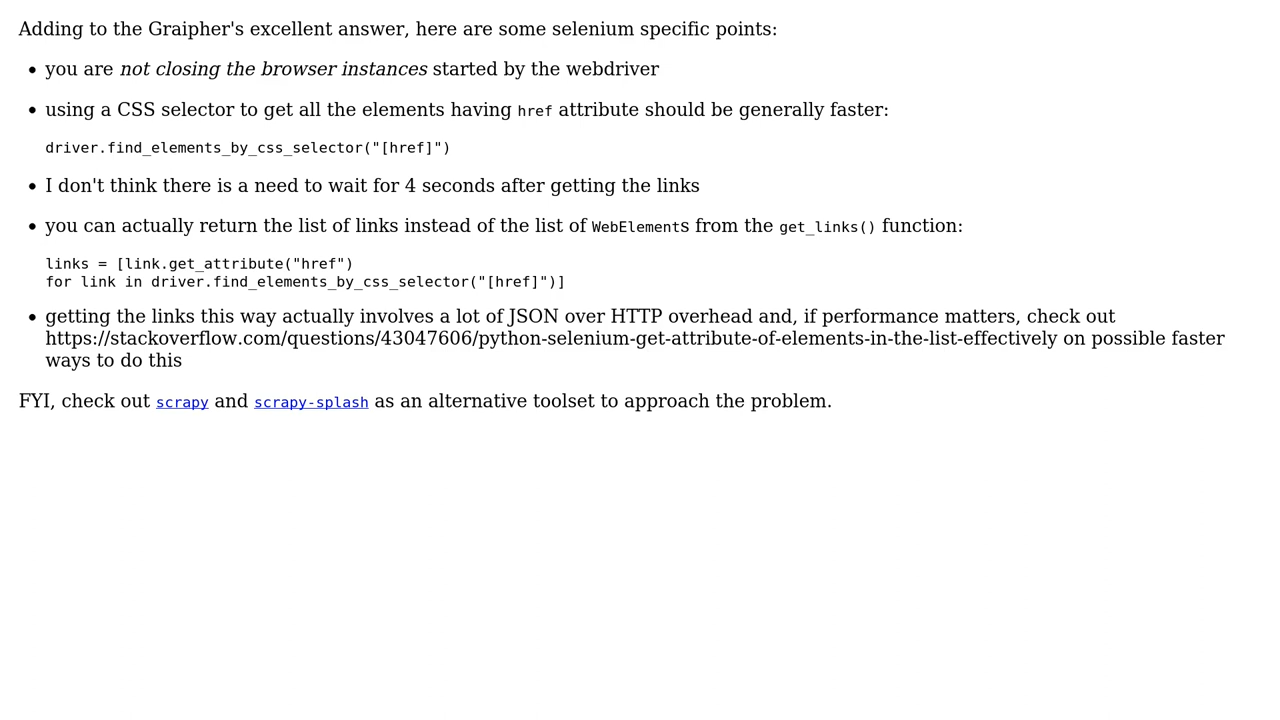 Adding to the Graipher's excellent answer, here are some selenium specific points:
• you are not closing the browser instances started by the webdriver
• using a CSS selector to get all the elements having href attribute should be generally faster:
driver.find_elements_by_css_selector("[href]")
• I don't think there is a need to wait for 4 seconds after getting the links
• you can actually return the list of links instead of the list of WebElements from the get_links() function:
links = [link.get_attribute("href")
for link in driver.find_elements_by_css_selector("[href]")]
• getting the links this way actually involves a lot of JSON over HTTP overhead and, if performance matters, check out
https://stackoverflow.com/questions/43047606/python-selenium-get-attribute-of-elements-in-the-list-effectively on possible faster
ways to do this
FYI, check out scrapy and scrapy-splash as an alternative toolset to approach the problem.